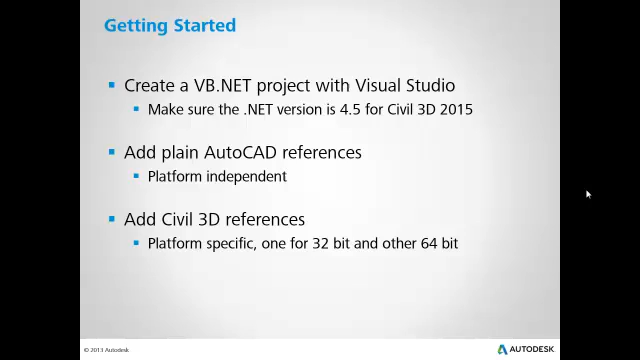 Getting Started
Create a VB.NET project with Visual Studio
Make sure the .NET version is 4.5 for Civil 3D 2015
Add plain AutoCAD references
Platform independent
Add Civil 3D references
Platform specific, one for 32 bit and other 64 bit
© 2013 Autodesk
AUTODESK